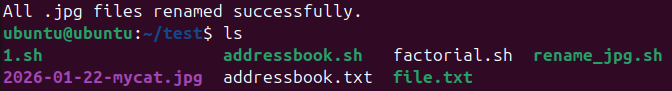 All .jpg files renamed successfully.
ubuntu@ubuntu:~/test$ ls
1.sh addressbook.sh factorial.sh rename_jpg.sh
2026-01-22-mycat.jpg addressbook.txt file.txt